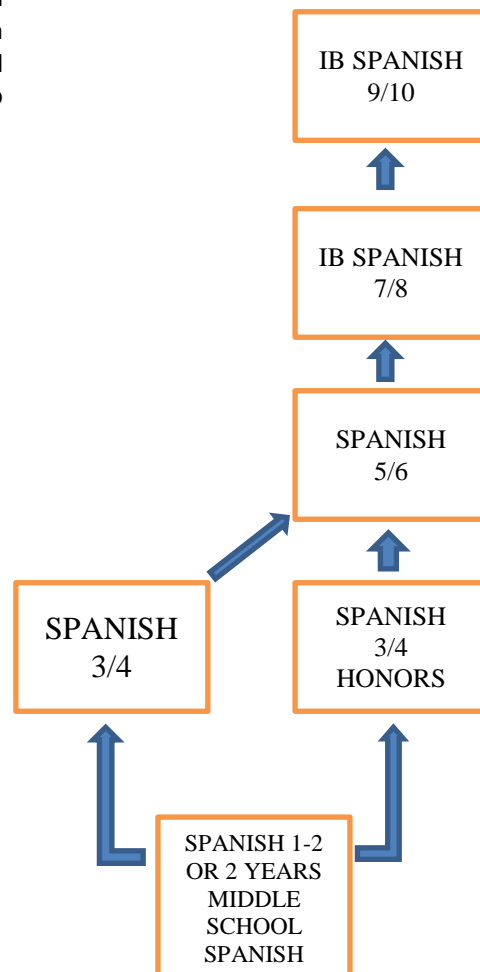 IB SPANISH
9/10
IB SPANISH
7/8
SPANISH
5/6
SPANISH
3/4
SPANISH
3/4
HONORS
SPANISH 1-2
OR 2 YEARS
MIDDLE
SCHOOL
SPANISH